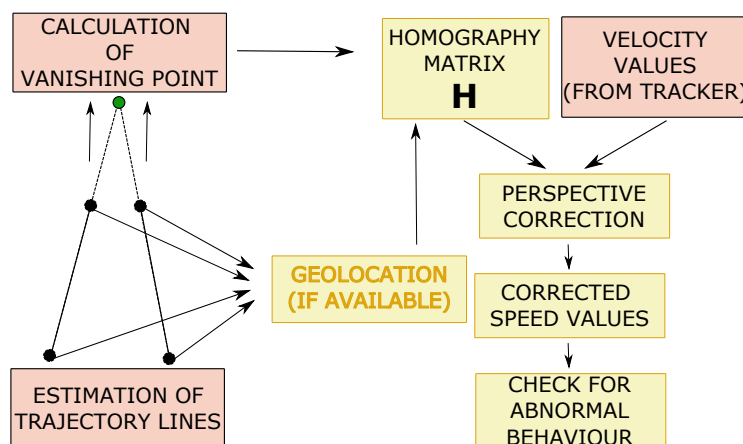 CALCULATION
OF
VANISHING POINT
HOMOGRAPHY
MATRIX
H
VELOCITY
VALUES
(FROM TRACKER)
PERSPECTIVE
CORRECTION
GEOLOCATION
(IF AVAILABLE)
CORRECTED
SPEED VALUES
ESTIMATION OF
TRAJECTORY LINES
CHECK FOR
ABNORMAL
BEHAVIOUR